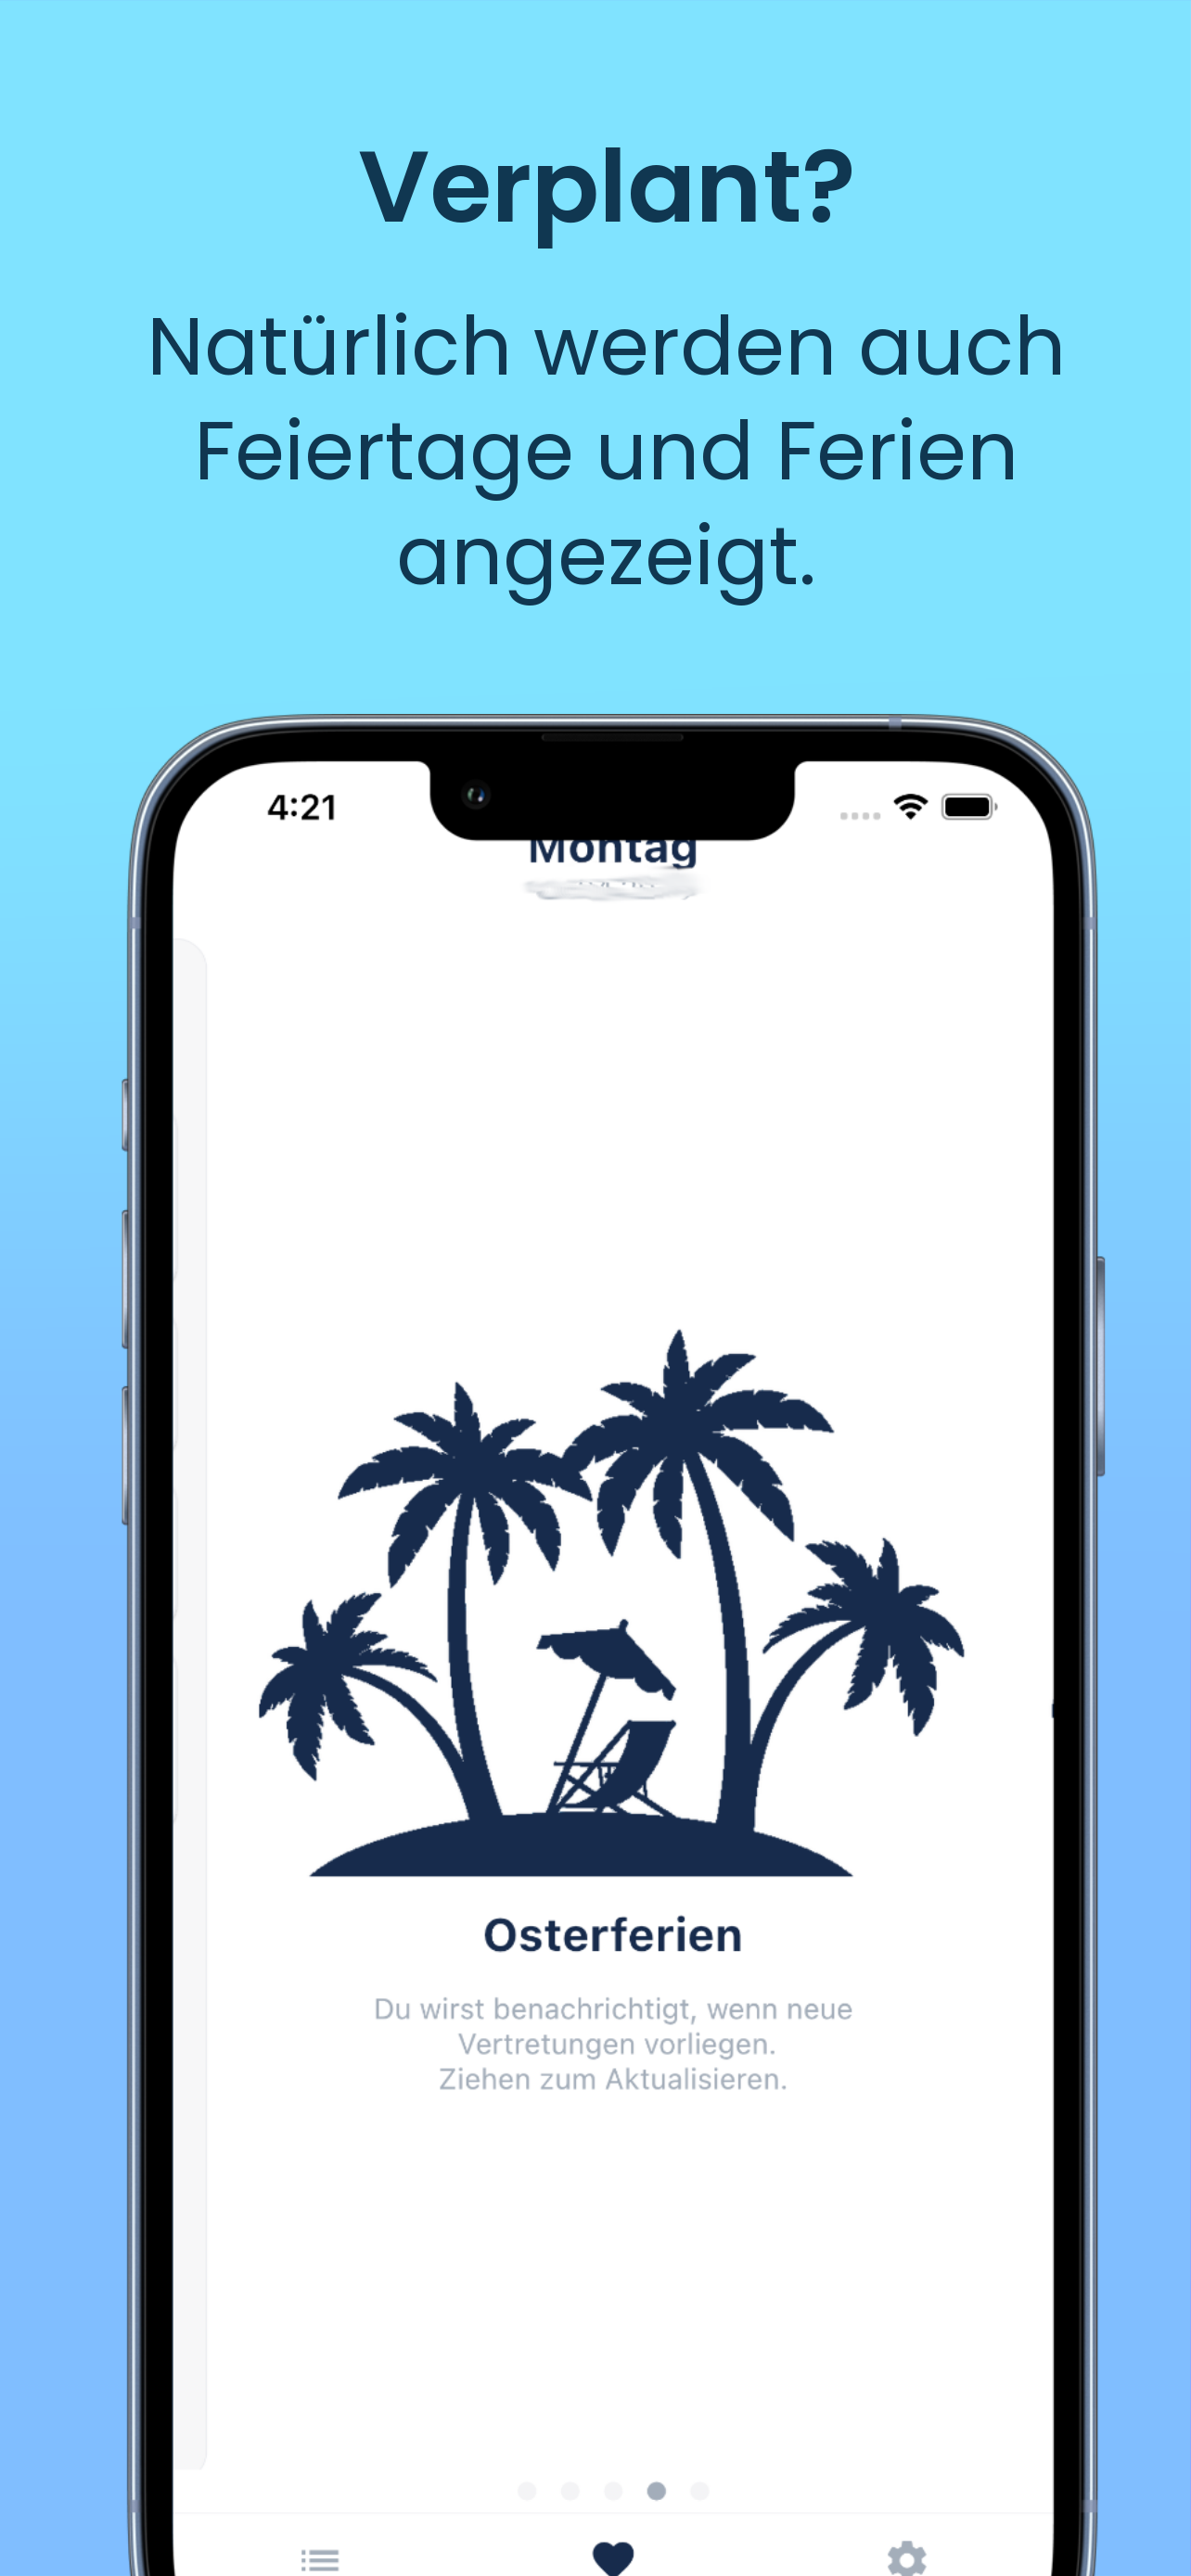 Verplant?
Natürlich werden auch
Feiertage und Ferien
angezeigt.
4:21
Montag
Osterferien
Du wirst benachrichtigt, wenn neue
Vertretungen vorliegen.
Ziehen zum Aktualisieren.